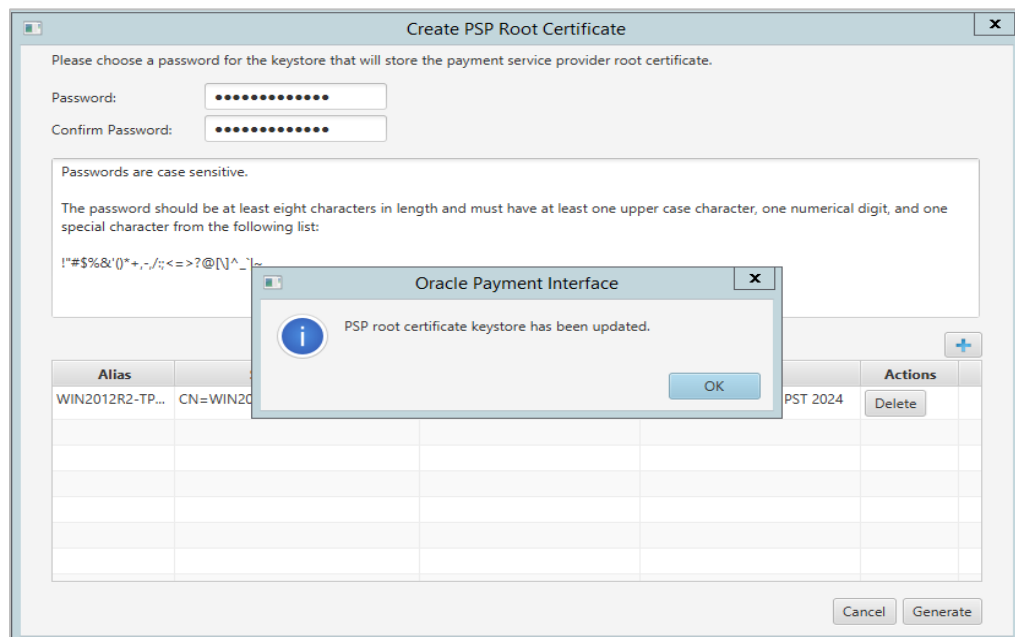 Create PSP Root Certificate
x
Please choose a password for the keystore that will store the payment service provider root certificate.
Password: •••••••••••••
Confirm Password: •••••••••••••
Passwords are case sensitive.
The password should be at least eight characters in length and must have at least one upper case character, one numerical digit, and one
special character from the following list:
!"#$%&'()*+,-./:;<=>?@[\]^_`|~
Oracle Payment Interface
x
PSP root certificate keystore has been updated.
OK
+
Alias Actions
WIN2012R2-TP... CN=WIN20 PST 2024 Delete
Cancel Generate